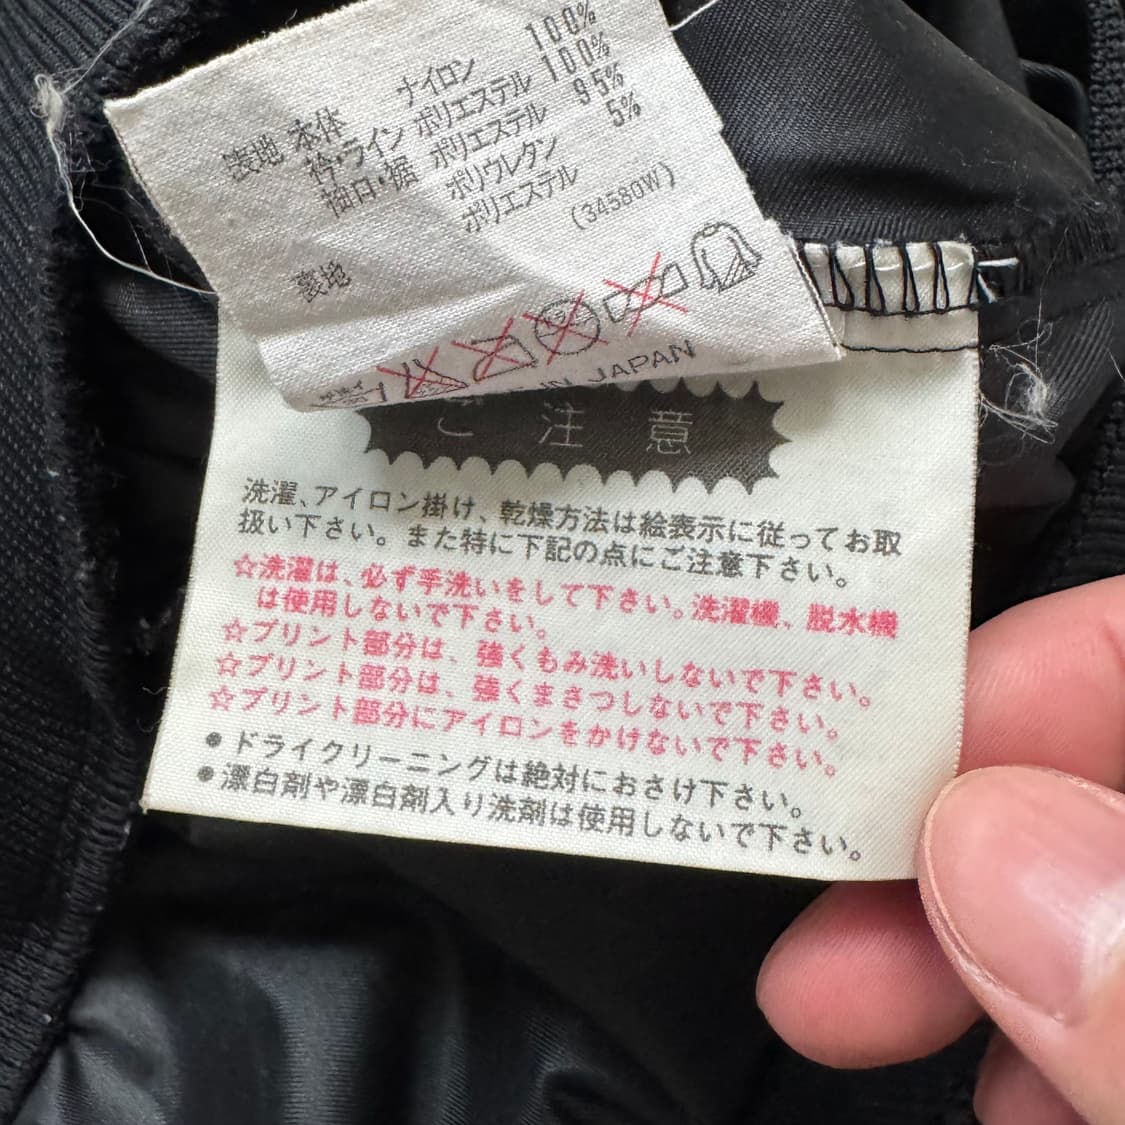 表地 本体 ナイロン 100%
衿・ライン ポリエステル 100%
袖口・裾 ポリエステル 95%
ポリウレタン 5%
裏地 ポリエステル
(34580W)
IN JAPAN
ご注意
洗濯、アイロン掛け、乾燥方法は絵表示に従ってお取
扱い下さい。また特に下記の点にご注意下さい。
☆洗濯は、必ず手洗いをして下さい。洗濯機、脱水機
は使用しないで下さい。
☆プリント部分は、強くもみ洗いしないで下さい。
☆プリント部分は、強くまさつしないで下さい。
☆プリント部分にアイロンをかけないで下さい。
●ドライクリーニングは絶対におさけ下さい。
●漂白剤や漂白剤入り洗剤は使用しないで下さい。